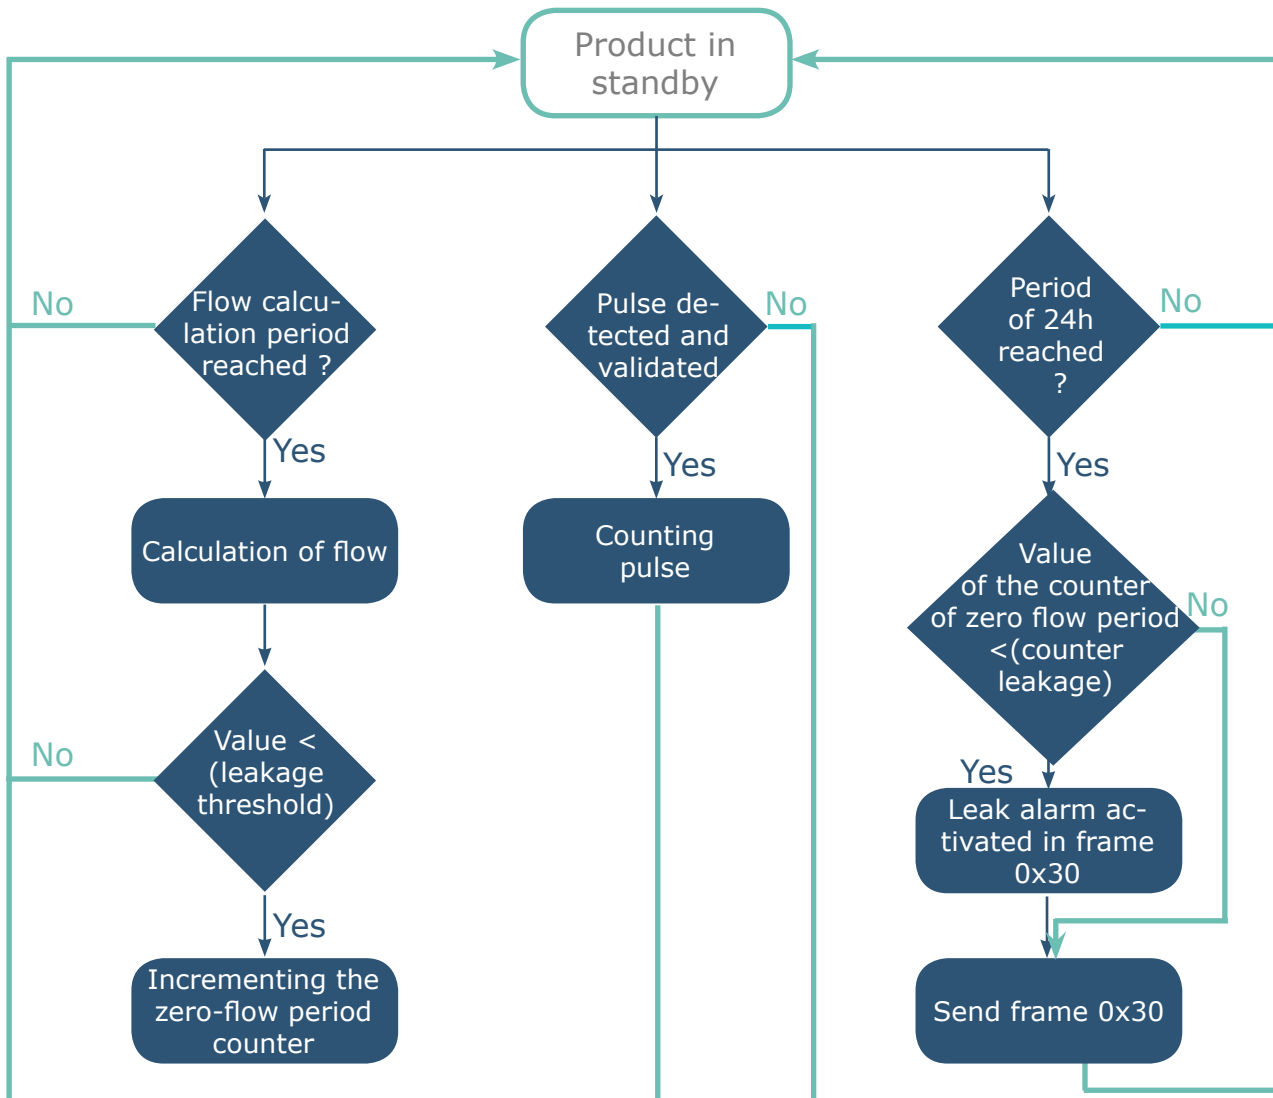 Product in
standby
No
Flow calcu-
lation period
reached ?
Pulse de-
tected and
validated
No
Period
of 24h
reached
?
No
Yes
Yes
Yes
Calculation of flow
Counting
pulse
Value
of the counter
of zero flow period
<(counter
leakage)
No
No
Value <
(leakage
threshold)
Yes
Leak alarm ac-
tivated in frame
0x30
Yes
Incrementing the
zero-flow period
counter
Send frame 0x30